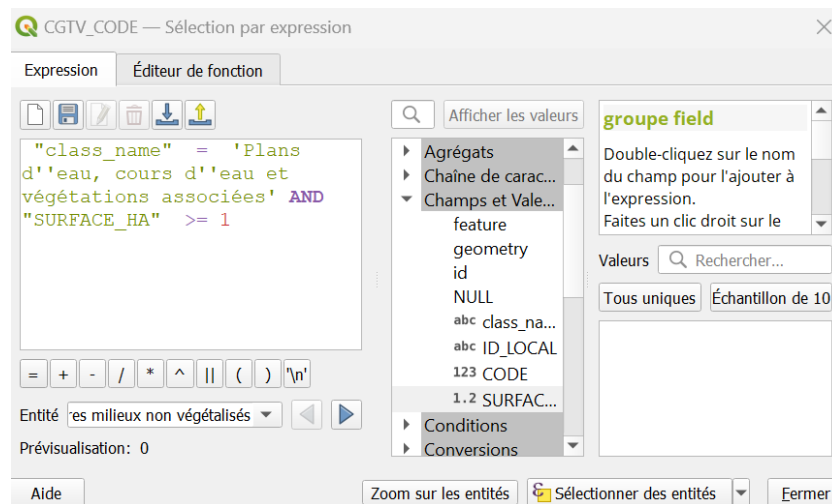 CGTV_CODE — Sélection par expression
Expression
Éditeur de fonction
"class_name" = 'Plans
d''eau, cours d''eau et
végétations associées' AND
"SURFACE_HA" >= 1
= + - / * ^ || ( ) '\n'
Entité res milieux non végétalisés
Prévisualisation: 0
Afficher les valeurs
Agrégats
Chaîne de carac...
Champs et Vale...
feature
geometry
id
NULL
abc class_na...
abc ID_LOCAL
123 CODE
1.2 SURFAC...
Conditions
Conversions
groupe field
Double-cliquez sur le nom
du champ pour l'ajouter à
l'expression.
Faites un clic droit sur le
Valeurs Rechercher...
Tous uniques Échantillon de 10
Aide
Zoom sur les entités
Sélectionner des entités
Fermer